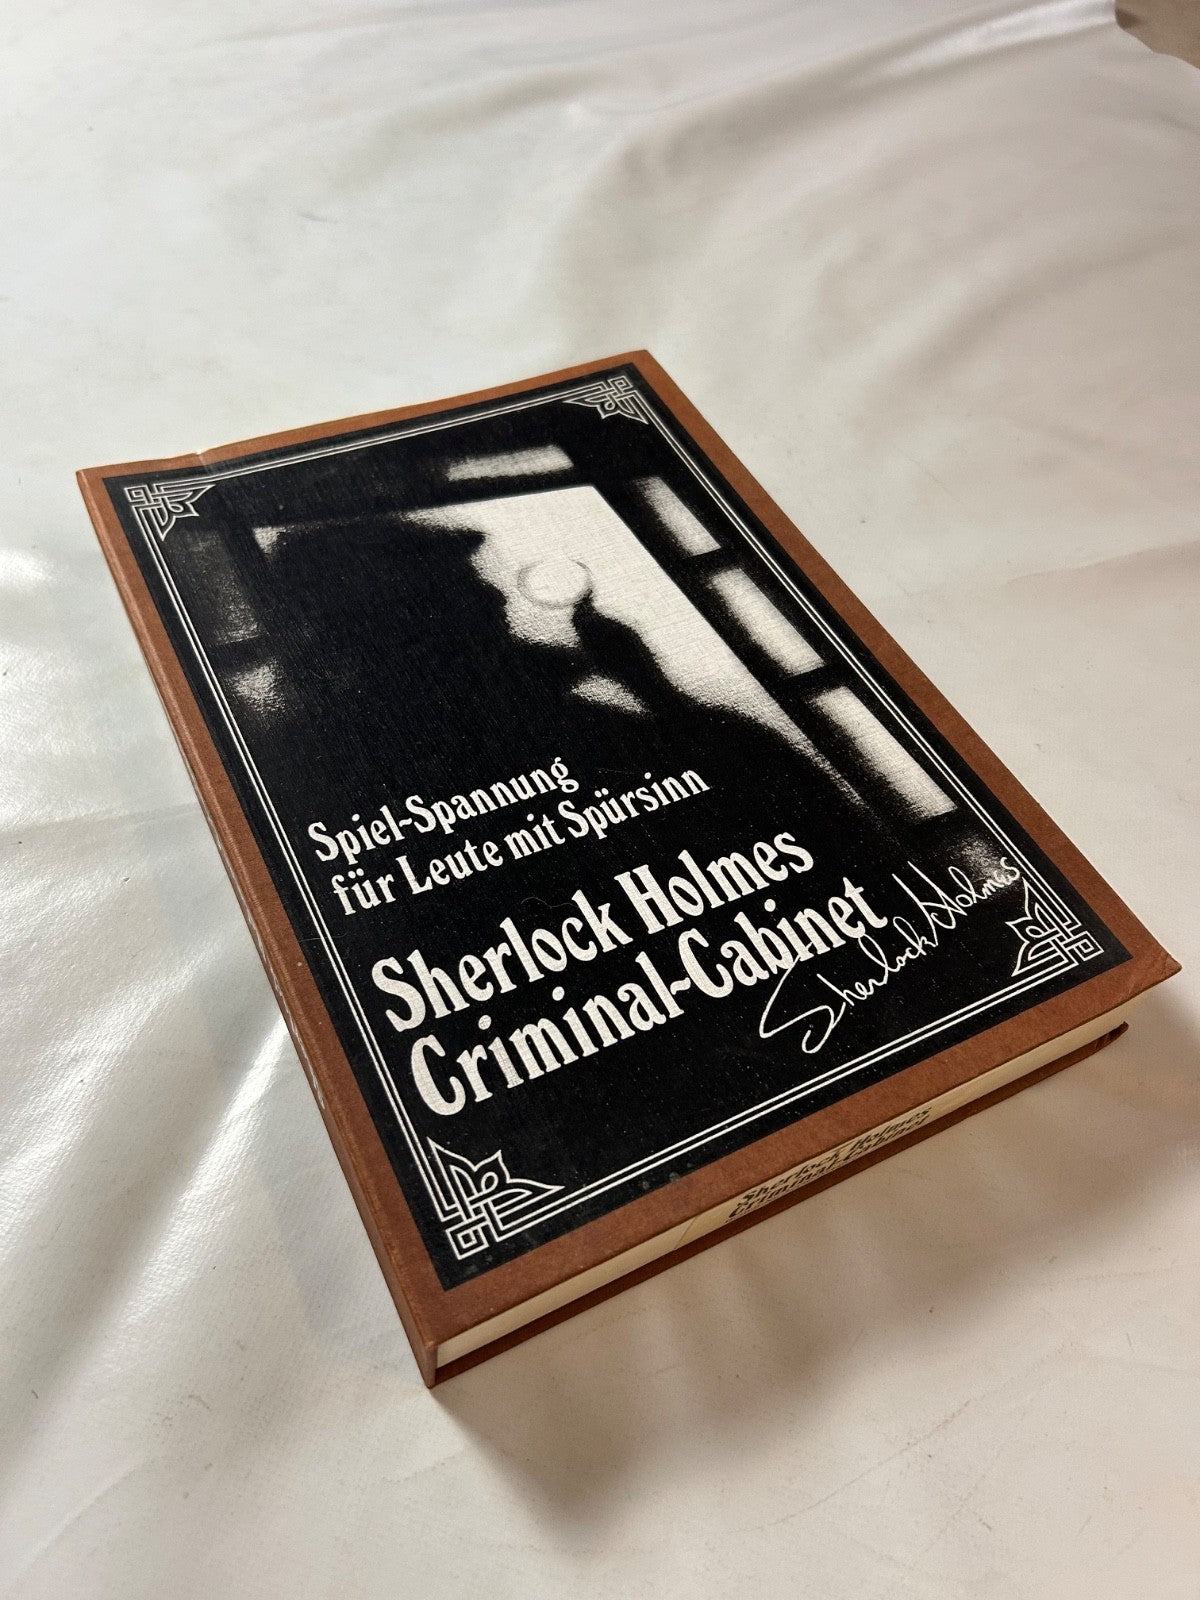 Spiel-Spannung
für Leute mit Spürsinn
Sherlock Holmes
Criminal-Cabinet
Sherlock Holmes
Sherlock Holmes
Criminal-Cabinet